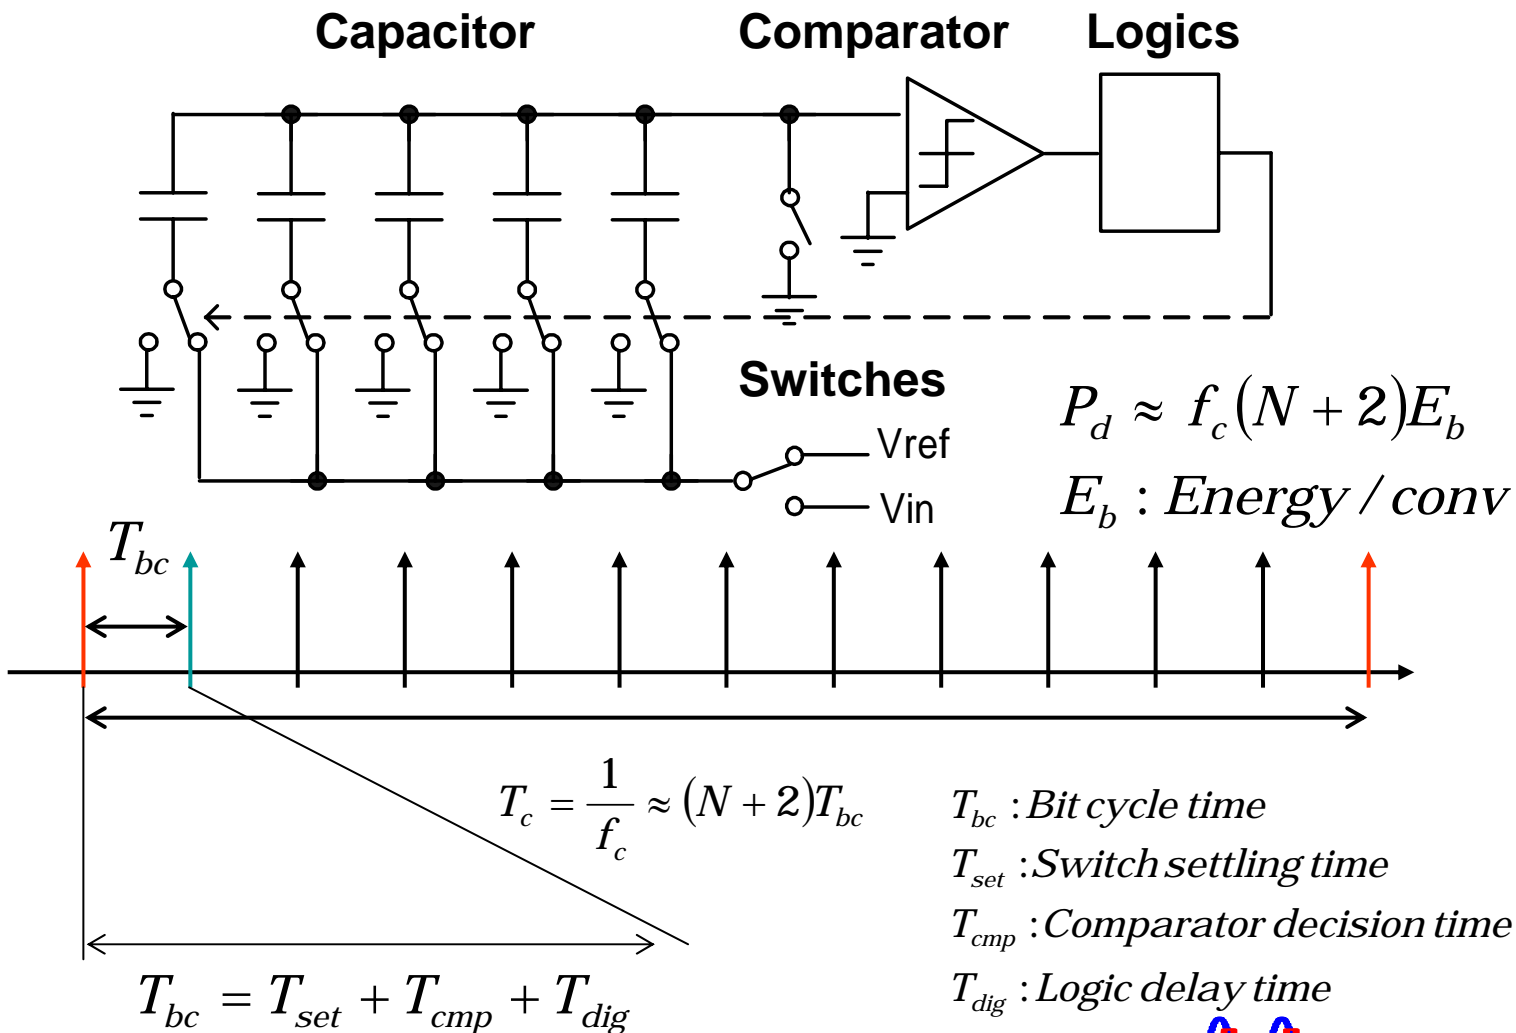 Capacitor Comparator Logics
Switches
Vref
Vin
P_d ≈ f_c(N + 2)E_b
E_b : Energy / conv
T_bc
T_c = 1/f_c ≈ (N + 2)T_bc
T_bc : Bit cycle time
T_set : Switch settling time
T_cmp : Comparator decision time
T_dig : Logic delay time
T_bc = T_set + T_cmp + T_dig